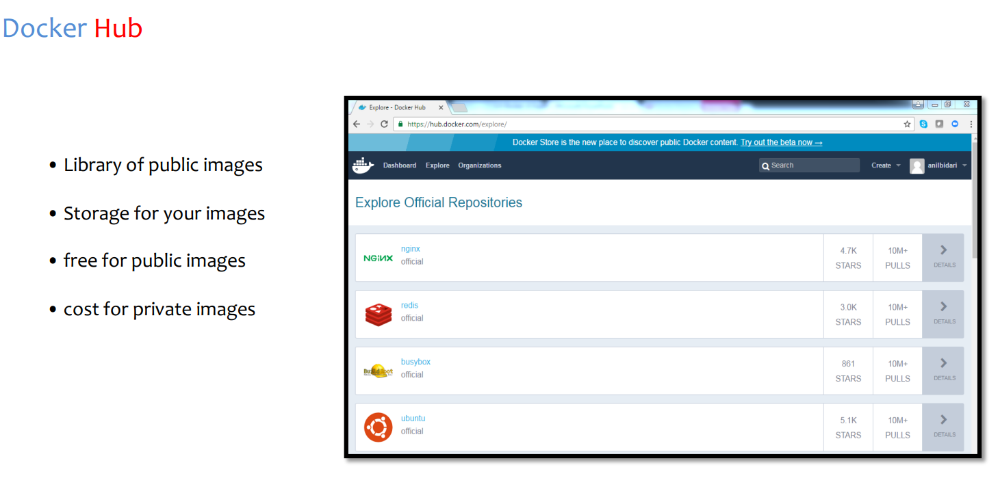 Docker Hub
• Library of public images
• Storage for your images
• free for public images
• cost for private images
Explore - Docker Hub
https://hub.docker.com/explore/
Docker Store is the new place to discover public Docker content. Try out the beta now →
Dashboard Explore Organizations Search Create anilbidari
Explore Official Repositories
NGINX
nginx
official
4.7K
STARS
10M+
PULLS
DETAILS
redis
official
3.0K
STARS
10M+
PULLS
DETAILS
busybox
official
861
STARS
10M+
PULLS
DETAILS
ubuntu
official
5.1K
STARS
10M+
PULLS
DETAILS